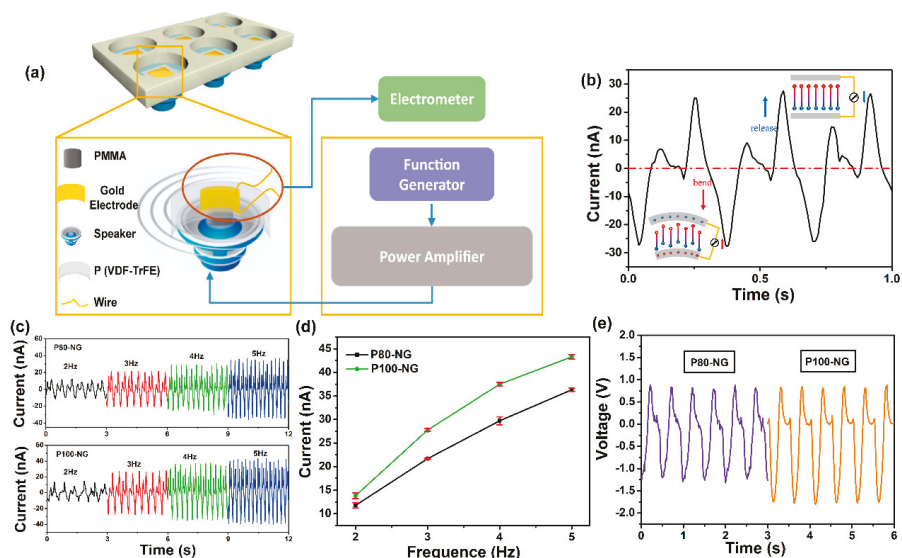 (a)
Electrometer
PMMA
Gold
Electrode
Speaker
P (VDF-TrFE)
Wire
Function
Generator
Power Amplifier
(b)
Current (nA)
30
20
10
0
-10
-20
-30
release
bend
I
I
0.0
0.5
1.0
Time (s)
(c)
Current (nA)
40
20
0
-20
-40
P80-NG
2Hz
3Hz
4Hz
5Hz
0
3
6
9
12
Current (nA)
40
20
0
-20
-40
P100-NG
2Hz
3Hz
4Hz
5Hz
0
3
6
9
12
Time (s)
(d)
Current (nA)
45
40
35
30
25
20
15
10
P80-NG
P100-NG
2
3
4
5
Frequence (Hz)
(e)
Voltage (V)
2.0
1.5
1.0
0.5
0.0
-0.5
-1.0
-1.5
-2.0
P80-NG
P100-NG
0
1
2
3
4
5
6
Time (s)